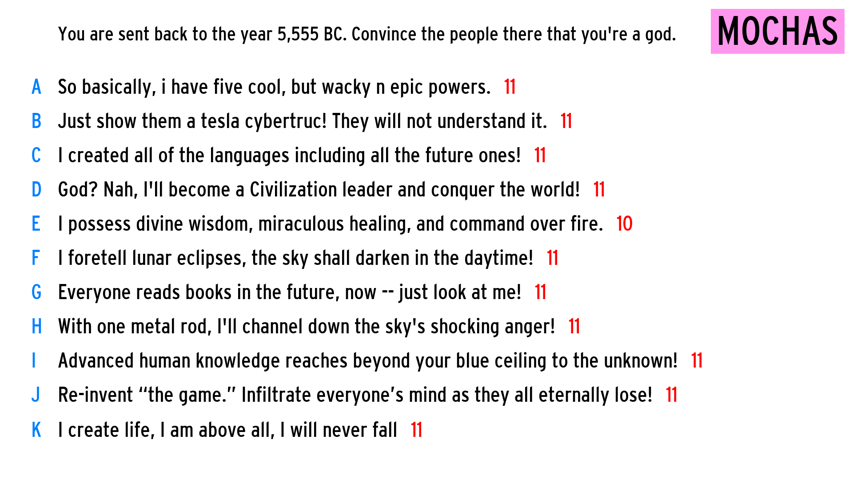 You are sent back to the year 5,555 BC. Convince the people there that you're a god.
MOCHAS
A So basically, i have five cool, but wacky n epic powers. 11
B Just show them a tesla cybertruc! They will not understand it. 11
C I created all of the languages including all the future ones! 11
D God? Nah, I'll become a Civilization leader and conquer the world! 11
E I possess divine wisdom, miraculous healing, and command over fire. 10
F I foretell lunar eclipses, the sky shall darken in the daytime! 11
G Everyone reads books in the future, now -- just look at me! 11
H With one metal rod, I'll channel down the sky's shocking anger! 11
I Advanced human knowledge reaches beyond your blue ceiling to the unknown! 11
J Re-invent “the game.” Infiltrate everyone’s mind as they all eternally lose! 11
K I create life, I am above all, I will never fall 11